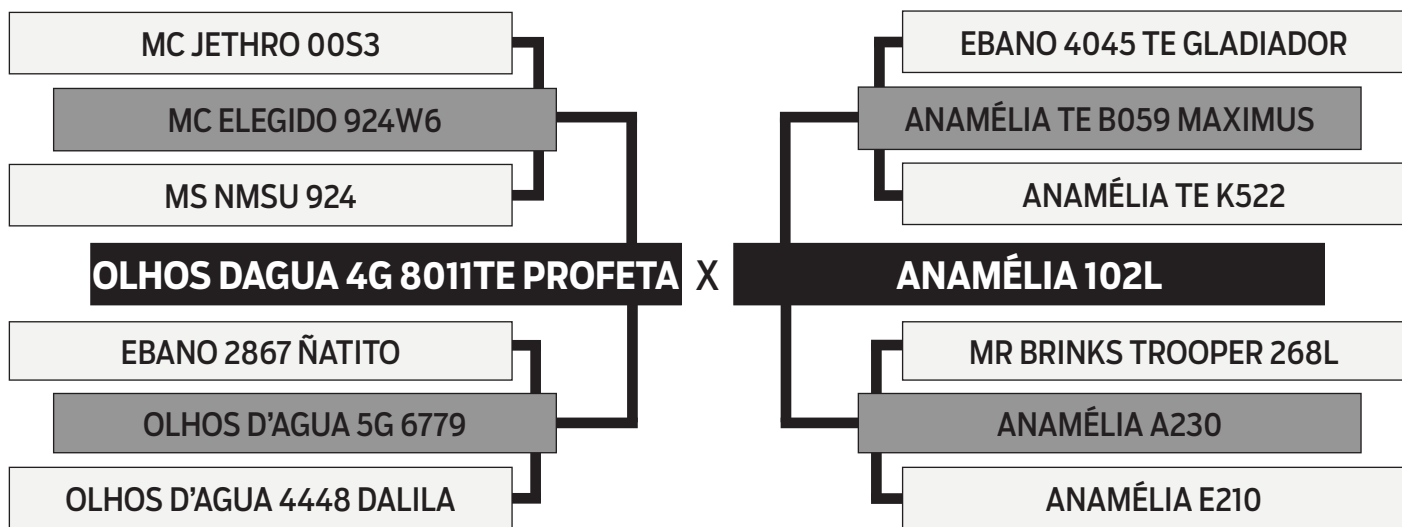 MC JETHRO 00S3
EBANO 4045 TE GLADIADOR
MC ELEGIDO 924W6
ANAMÉLIA TE B059 MAXIMUS
MS NMSU 924
ANAMÉLIA TE K522
OLHOS DAGUA 4G 8011TE PROFETA X ANAMÉLIA 102L
EBANO 2867 ÑATITO
MR BRINKS TROOPER 268L
OLHOS D’AGUA 5G 6779
ANAMÉLIA A230
OLHOS D’AGUA 4448 DALILA
ANAMÉLIA E210